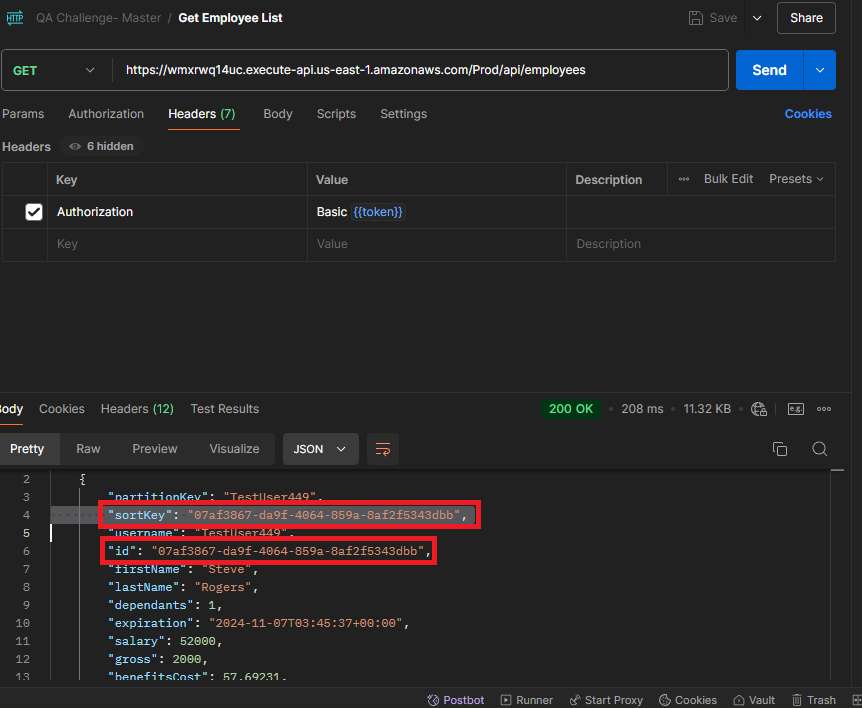 HTTP QA Challenge- Master / Get Employee List Save Share
GET https://wmxrwq14uc.execute-api.us-east-1.amazonaws.com/Prod/api/employees Send
Params Authorization Headers (7) Body Scripts Settings Cookies
Headers 6 hidden
Key Value Description Bulk Edit Presets
Authorization Basic {{token}}
Key Value Description
Body Cookies Headers (12) Test Results 200 OK 208 ms 11.32 KB e.g.
Pretty Raw Preview Visualize JSON
2 {
3 "partitionKey": "TestUser449",
4 "sortKey": "07af3867-da9f-4064-859a-8af2f5343dbb",
5 "username": "TestUser449",
6 "id": "07af3867-da9f-4064-859a-8af2f5343dbb",
7 "firstName": "Steve",
8 "lastName": "Rogers",
9 "dependants": 1,
10 "expiration": "2024-11-07T03:45:37+00:00",
11 "salary": 52000,
12 "gross": 2000,
13 "benefitsCost": 57.69231,
Postbot Runner Start Proxy Cookies Vault Trash